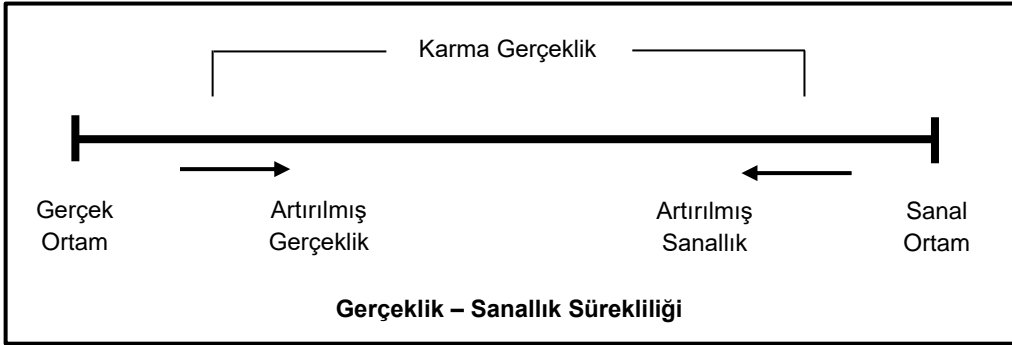 Karma Gerçeklik
Gerçek
Ortam
Artırılmış
Gerçeklik
Artırılmış
Sanallık
Sanal
Ortam
Gerçeklik – Sanallık Sürekliliği